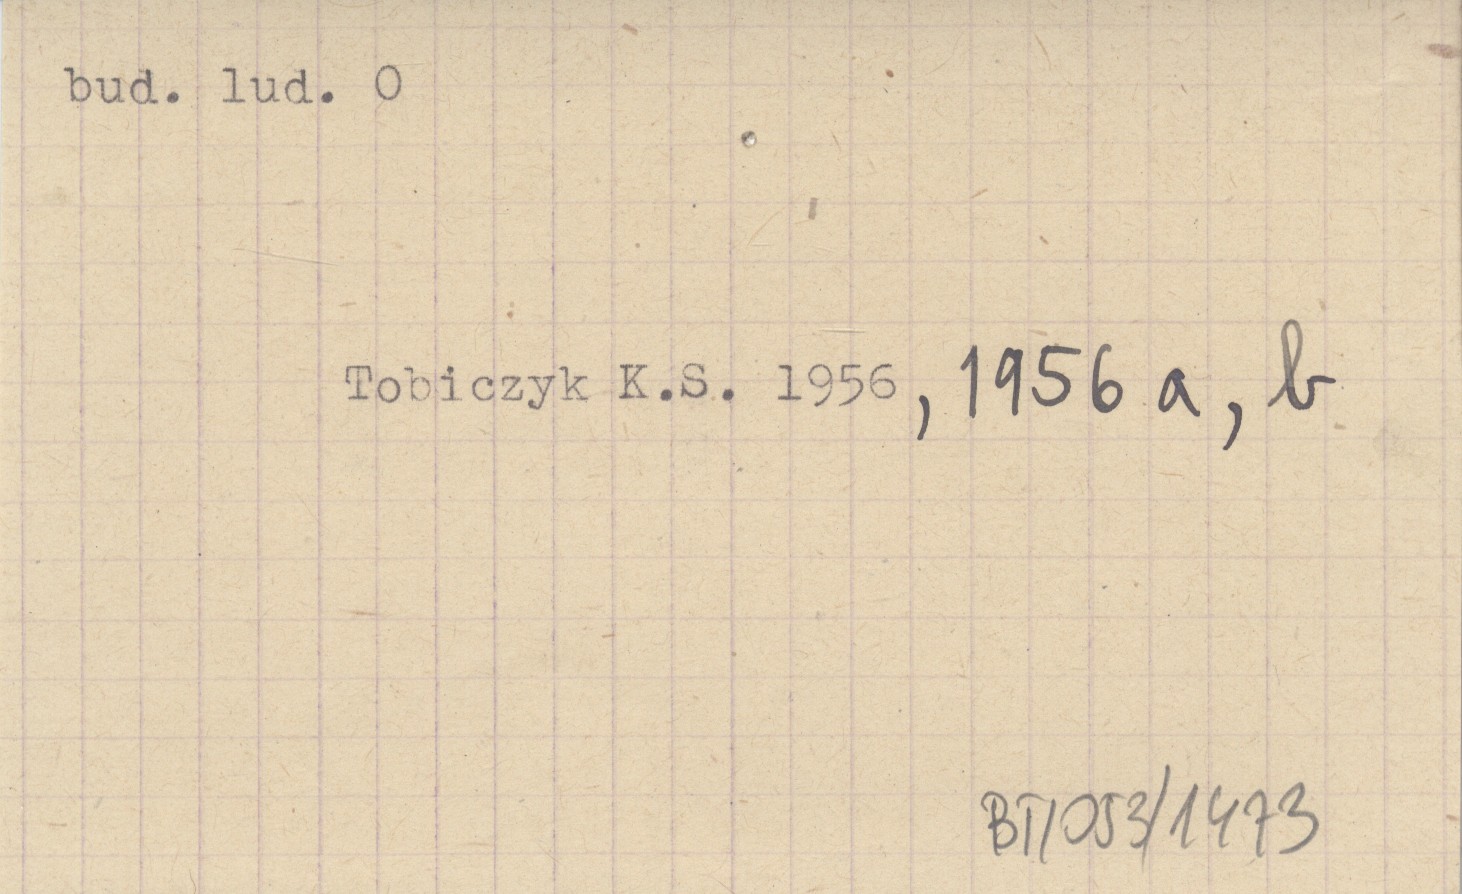 bud. lud. O
Tobiczyk K.S. 1956, 1956 a, b
BT/053/1473